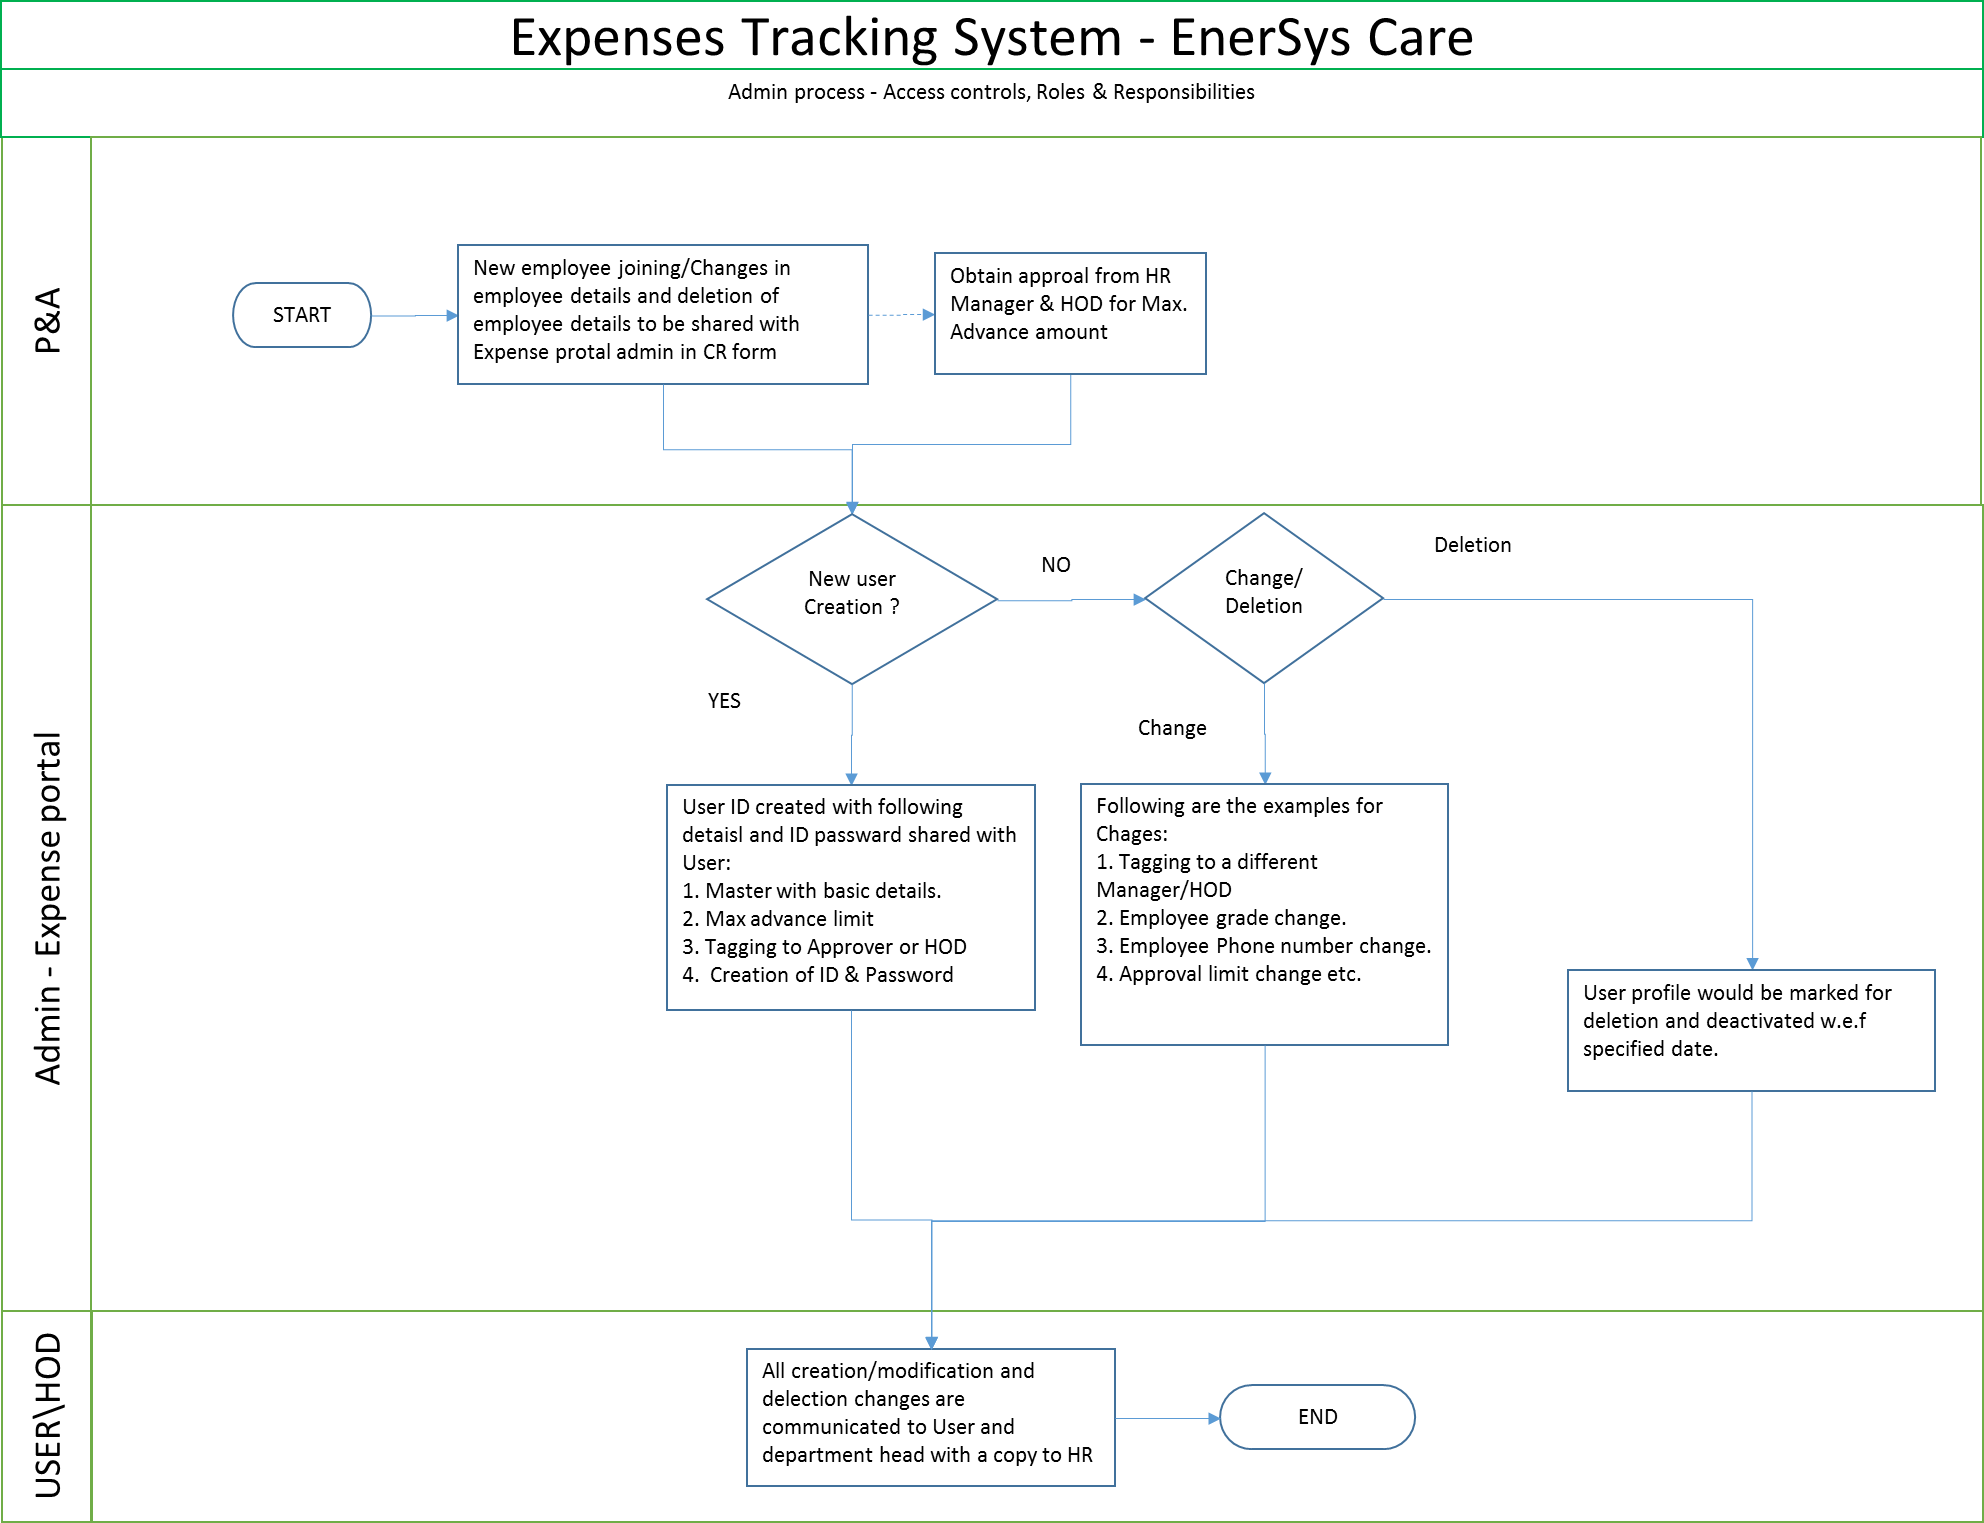 Expenses Tracking System - EnerSys Care
Admin process - Access controls, Roles & Responsibilities
P&A
START
New employee joining/Changes in
employee details and deletion of
employee details to be shared with
Expense protal admin in CR form
Obtain approal from HR
Manager & HOD for Max.
Advance amount
Admin - Expense portal
New user
Creation ?
NO
Change/
Deletion
Deletion
YES
Change
User ID created with following
detaisl and ID passward shared with
User:
1. Master with basic details.
2. Max advance limit
3. Tagging to Approver or HOD
4.  Creation of ID & Password
Following are the examples for
Chages:
1. Tagging to a different
Manager/HOD
2. Employee grade change.
3. Employee Phone number change.
4. Approval limit change etc.
User profile would be marked for
deletion and deactivated w.e.f
specified date.
USER\HOD
All creation/modification and
delection changes are
communicated to User and
department head with a copy to HR
END